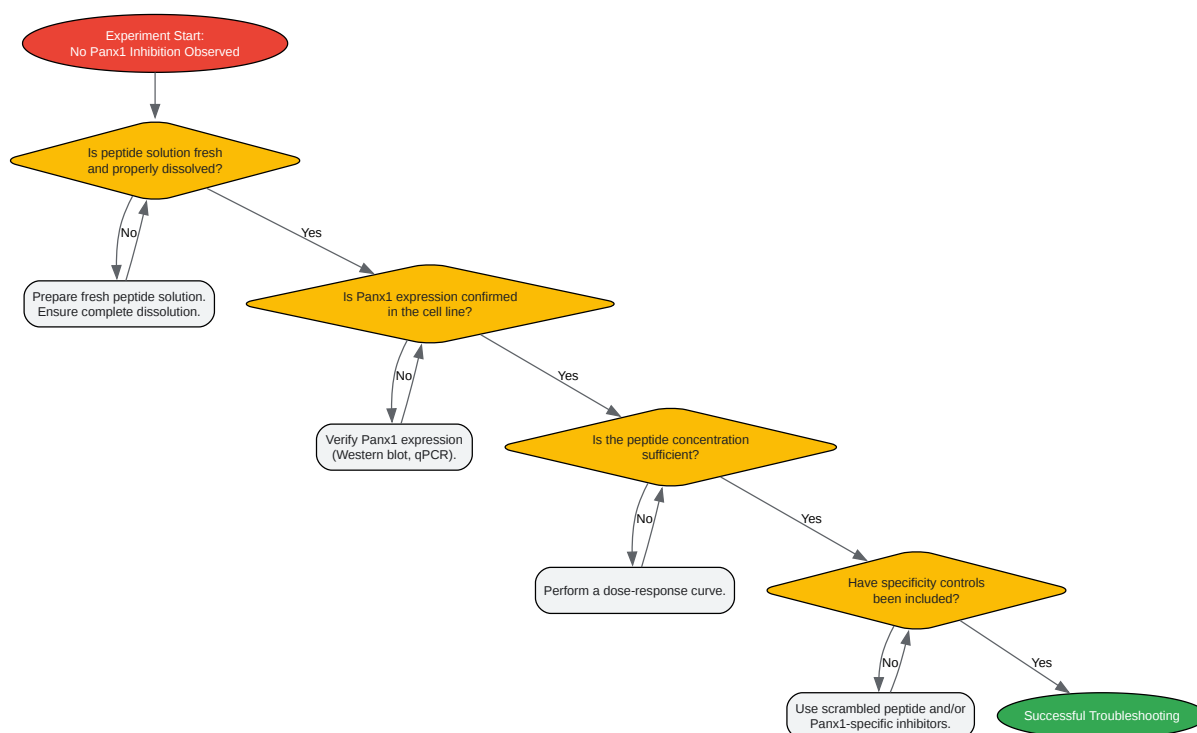 Experiment Start:
No Panx1 Inhibition Observed
Is peptide solution fresh
and properly dissolved?
No
Yes
Prepare fresh peptide solution.
Ensure complete dissolution.
Is Panx1 expression confirmed
in the cell line?
No
Yes
Verify Panx1 expression
(Western blot, qPCR).
Is the peptide concentration
sufficient?
No
Yes
Perform a dose-response curve.
Have specificity controls
been included?
No
Yes
Use scrambled peptide and/or
Panx1-specific inhibitors.
Successful Troubleshooting